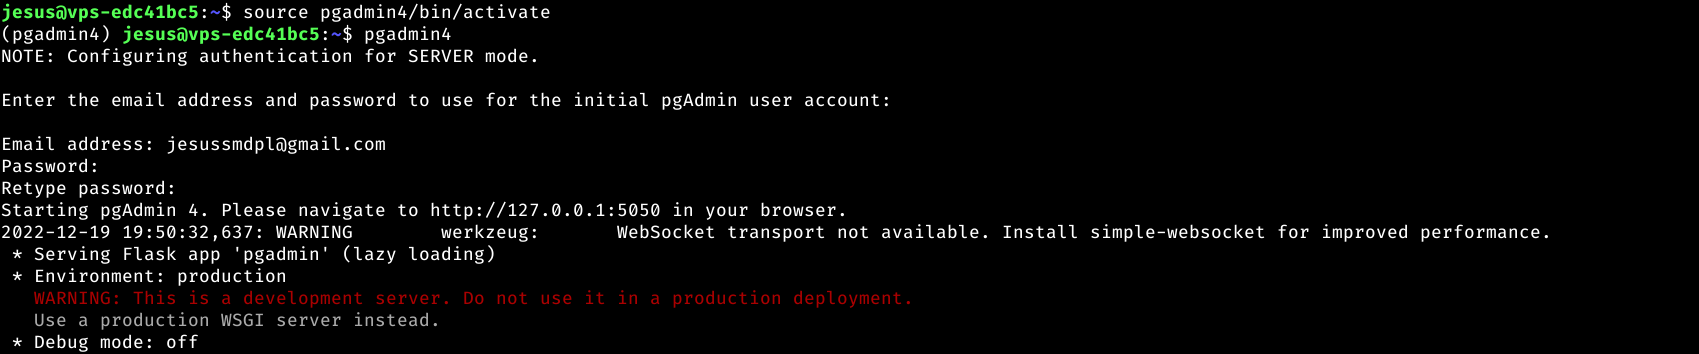 jesus@vps-edc41bc5:~$ source pgadmin4/bin/activate
(pgadmin4) jesus@vps-edc41bc5:~$ pgadmin4
NOTE: Configuring authentication for SERVER mode.
Enter the email address and password to use for the initial pgAdmin user account:
Email address: jesussmdpl@gmail.com
Password:
Retype password:
Starting pgAdmin 4. Please navigate to http://127.0.0.1:5050 in your browser.
2022-12-19 19:50:32,637: WARNING werkzeug: WebSocket transport not available. Install simple-websocket for improved performance.
* Serving Flask app 'pgadmin' (lazy loading)
* Environment: production
WARNING: This is a development server. Do not use it in a production deployment.
Use a production WSGI server instead.
* Debug mode: off